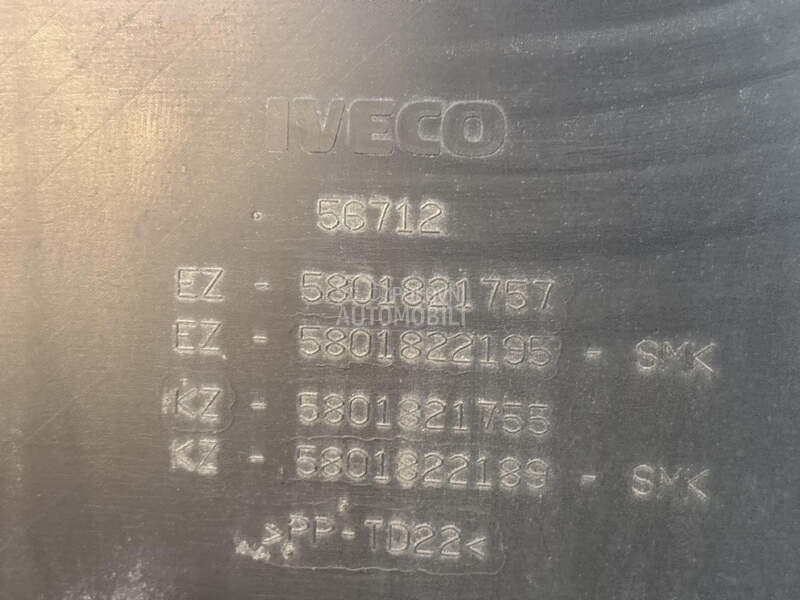 IVECO
56712
EZ - 5801821757
AUTOMOBILI
EZ - 5801822195 - SMK
KZ - 5801821755
KZ - 5801822189 - SMK
>PP-TD22<